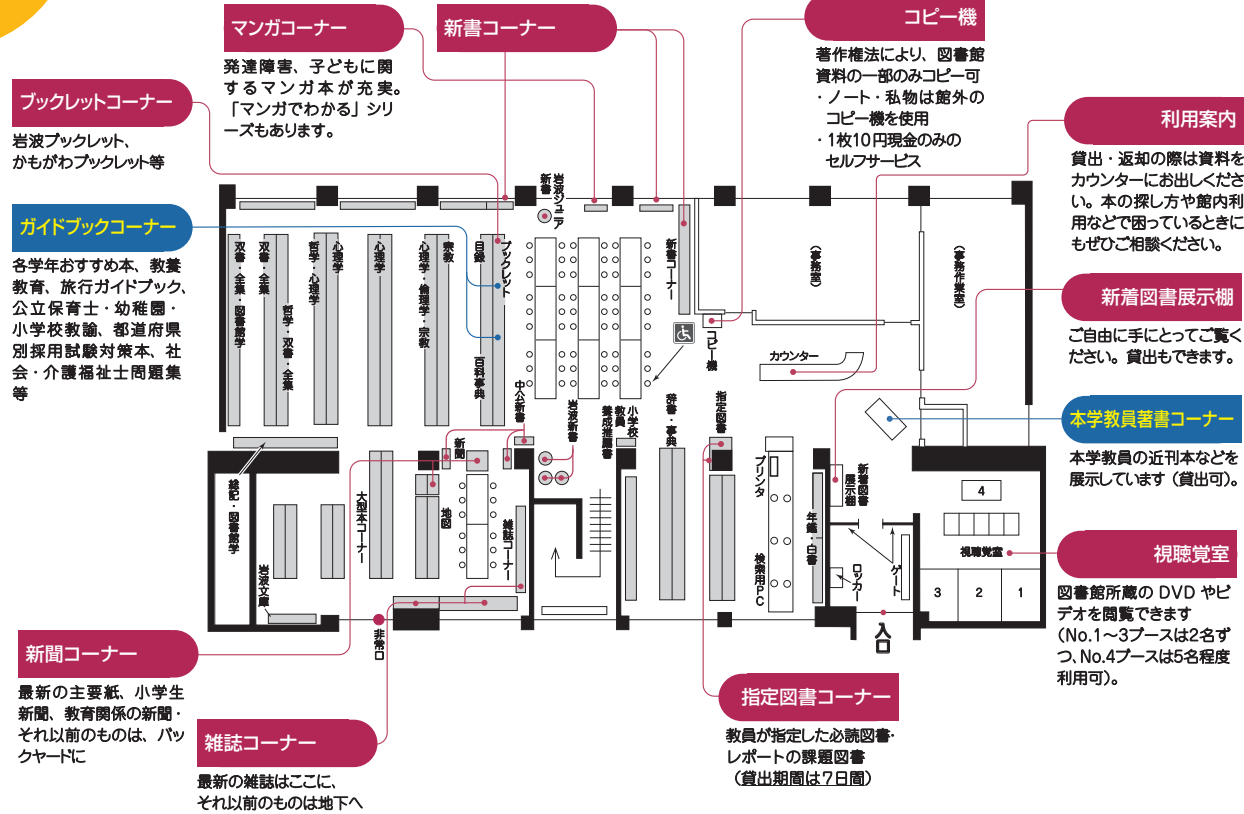 マンガコーナー
発達障害、子どもに関
するマンガ本が充実。
「マンガでわかる」シリ
ーズもあります。
新書コーナー
コピー機
著作権法により、図書館
資料の一部のみコピー可
・ノート・私物は館外の
コピー機を使用
・1枚10円現金のみの
セルフサービス
ブックレットコーナー
岩波ブックレット、
かもがわブックレット等
利用案内
貸出・返却の際は資料を
カウンターにお出しくださ
い。本の探し方や館内利
用などで困っているときに
もぜひご相談ください。
ガイドブックコーナー
各学年おすすめ本、教養
教育、旅行ガイドブック、
公立保育士・幼稚園・
小学校教諭、都道府県
別採用試験対策本、社
会・介護福祉士問題集
等
新着図書展示棚
ご自由に手にとってご覧く
ださい。貸出もできます。
本学教員著書コーナー
本学教員の近刊本などを
展示しています（貸出可）。
視聴覚室
図書館所蔵の DVD やビ
デオを閲覧できます
（No.1～3ブースは2名ず
つ、No.4ブースは5名程度
利用可）。
新聞コーナー
最新の主要紙、小学生
新聞、教育関係の新聞・
それ以前のものは、バッ
クヤードに
雑誌コーナー
最新の雑誌はここに、
それ以前のものは地下へ
指定図書コーナー
教員が指定した必読図書・
レポートの課題図書
（貸出期間は7日間）
双書・全集・図書館学
双書・全集
哲学・双書・全集
哲学・心理学
心理学
心理学
心理学・倫理学・宗教
宗教
目録
ブックレット
百科事典
岩波ジュニア
新書
新書コーナー
コピー機
（事務室）
（事務作業室）
カウンター
中公新書
岩波新書
小学校
教員
養成推薦書
辞書・事典
指定図書
新聞
地図
雑誌コーナー
大型本コーナー
総記・図書館学
岩波文庫
非常口
プリンタ
検索用PC
年鑑・白書
新着図書
展示棚
ロッカー
ゲート
入口
視聴覚室
4
3
2
1